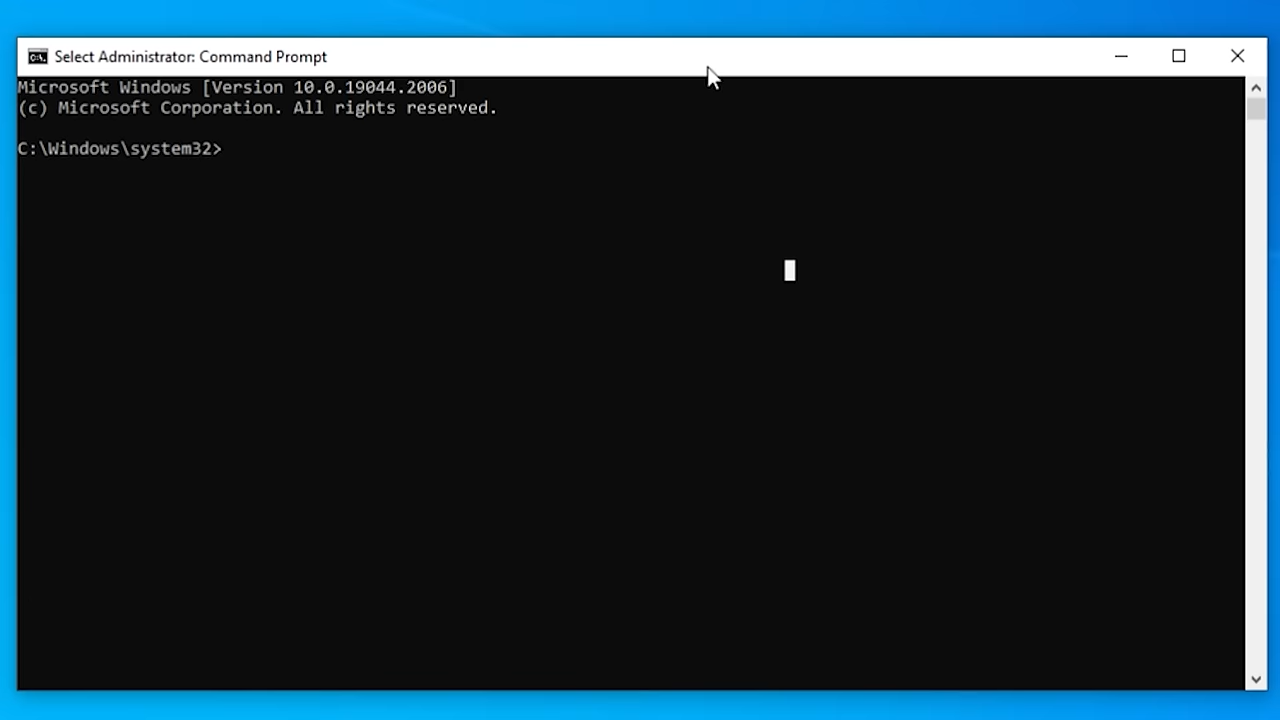 Select Administrator: Command Prompt
Microsoft Windows [Version 10.0.19044.2006]
(c) Microsoft Corporation. All rights reserved.
C:\Windows\system32>